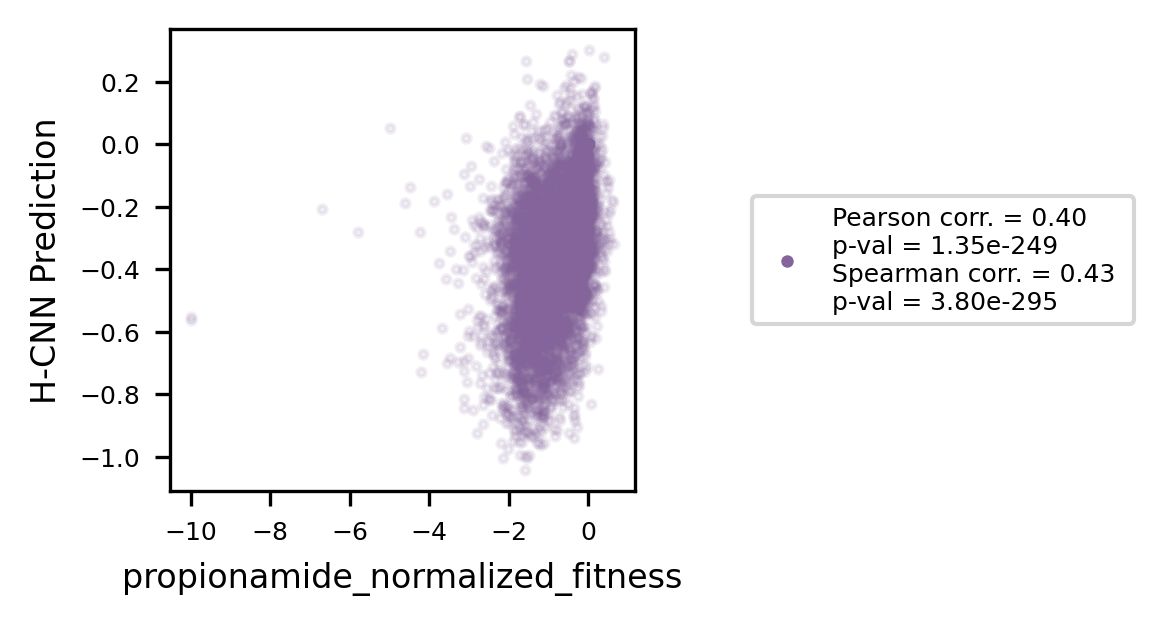 0.2
0.0
−0.2
−0.4
−0.6
−0.8
−1.0
H-CNN Prediction
−10 −8 −6 −4 −2 0
propionamide_normalized_fitness
Pearson corr. = 0.40
p-val = 1.35e-249
Spearman corr. = 0.43
p-val = 3.80e-295